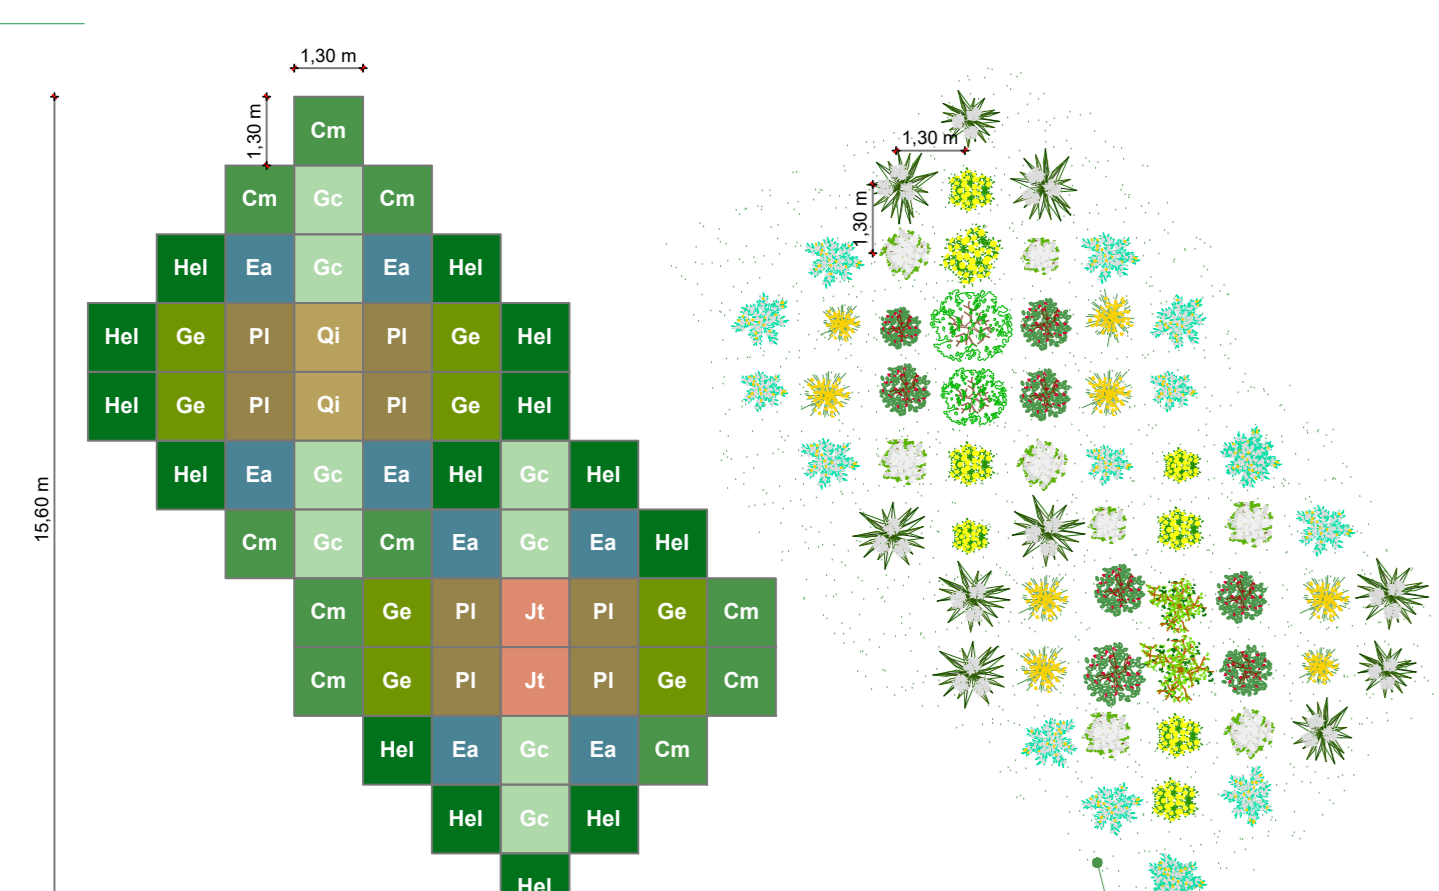 1,30 m
1,30 m
Cm
1,30 m
Cm Gc Cm
1,30 m
Hel Ea Gc Ea Hel
Hel Ge Pl Qi Pl Ge Hel
Hel Ge Pl Qi Pl Ge Hel
Hel Ea Gc Ea Hel Gc Hel
15,60 m
Cm Gc Cm Ea Gc Ea Hel
Cm Ge Pl Jt Pl Ge Cm
Cm Ge Pl Jt Pl Ge Cm
Hel Ea Gc Ea Cm
Hel Gc Hel
Hel